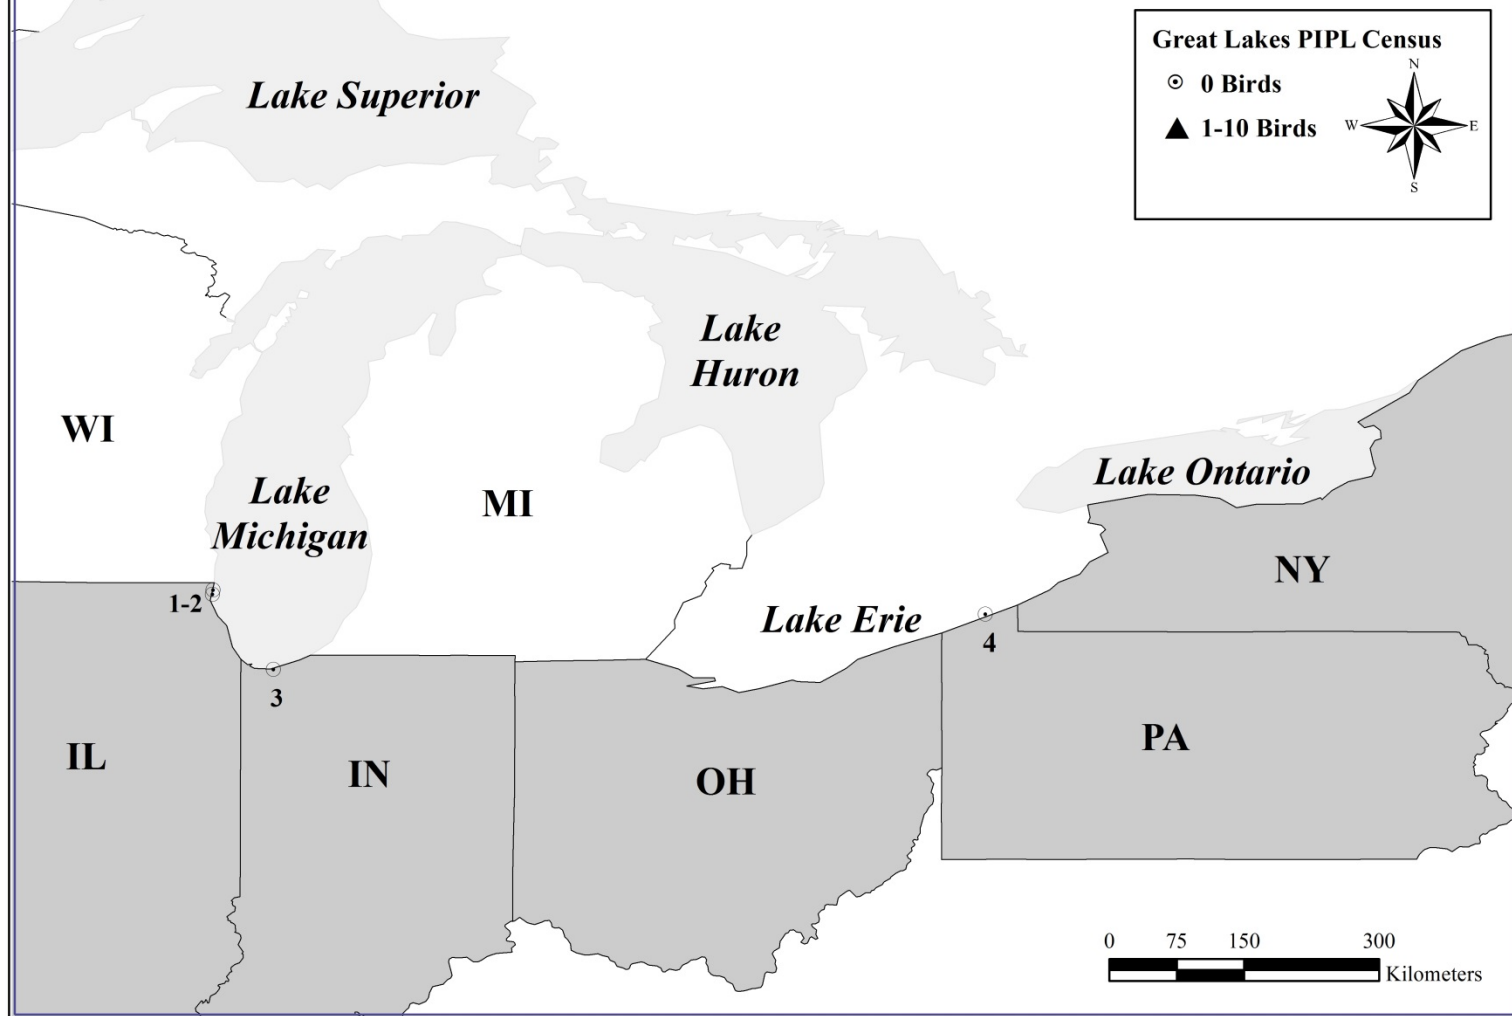 Great Lakes PIPL Census
0 Birds
1-10 Birds
N
W
E
S
Lake Superior
Lake
Huron
WI
Lake
Michigan
MI
Lake Ontario
NY
1-2
Lake Erie
4
3
IL
IN
OH
PA
0 75 150 300
Kilometers